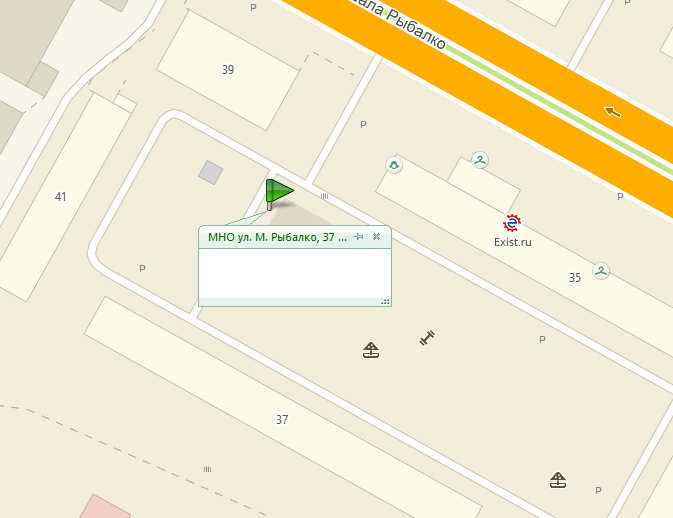 Р
ала Рыбалко
Р
39
Р
41
Р
МНО ул. М. Рыбалко, 37 ...
Exist.ru
Р
35
Р
37
Р